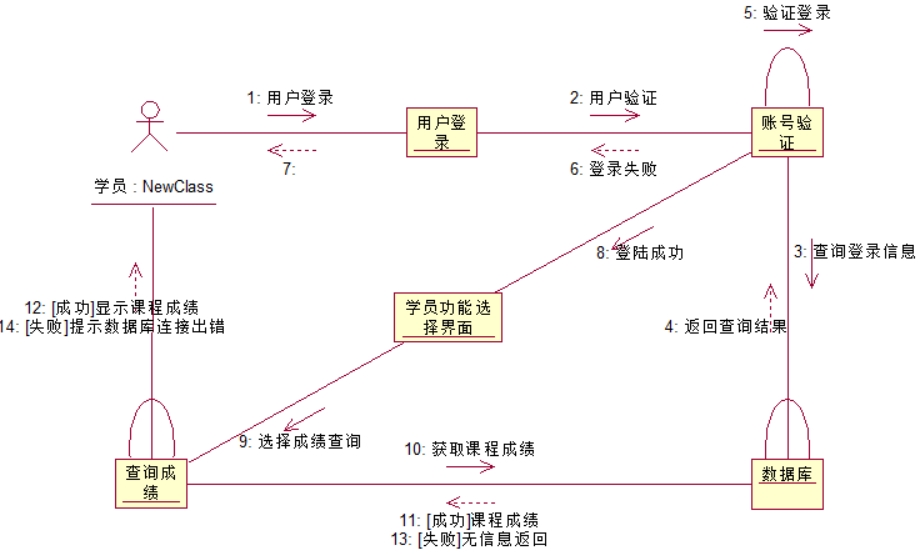 5: 验证登录
1: 用户登录
2: 用户验证
用户登
录
账号验
证
7:
6: 登录失败
学员 : NewClass
8: 登陆成功
3: 查询登录信息
12: [成功]显示课程成绩
14: [失败]提示数据库连接出错
学员功能选
择界面
4: 返回查询结果
9: 选择成绩查询
10: 获取课程成绩
查询成
绩
数据库
11: [成功]课程成绩
13: [失败]无信息返回